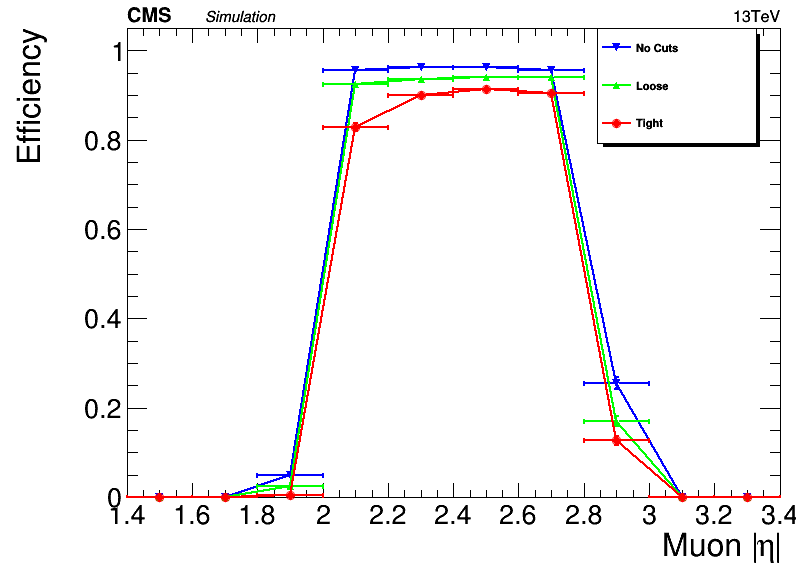 CMS Simulation 13TeV
Efficiency
1
0.8
0.6
0.4
0.2
0
No Cuts
Loose
Tight
1.4 1.6 1.8 2 2.2 2.4 2.6 2.8 3 3.2 3.4
Muon |η|